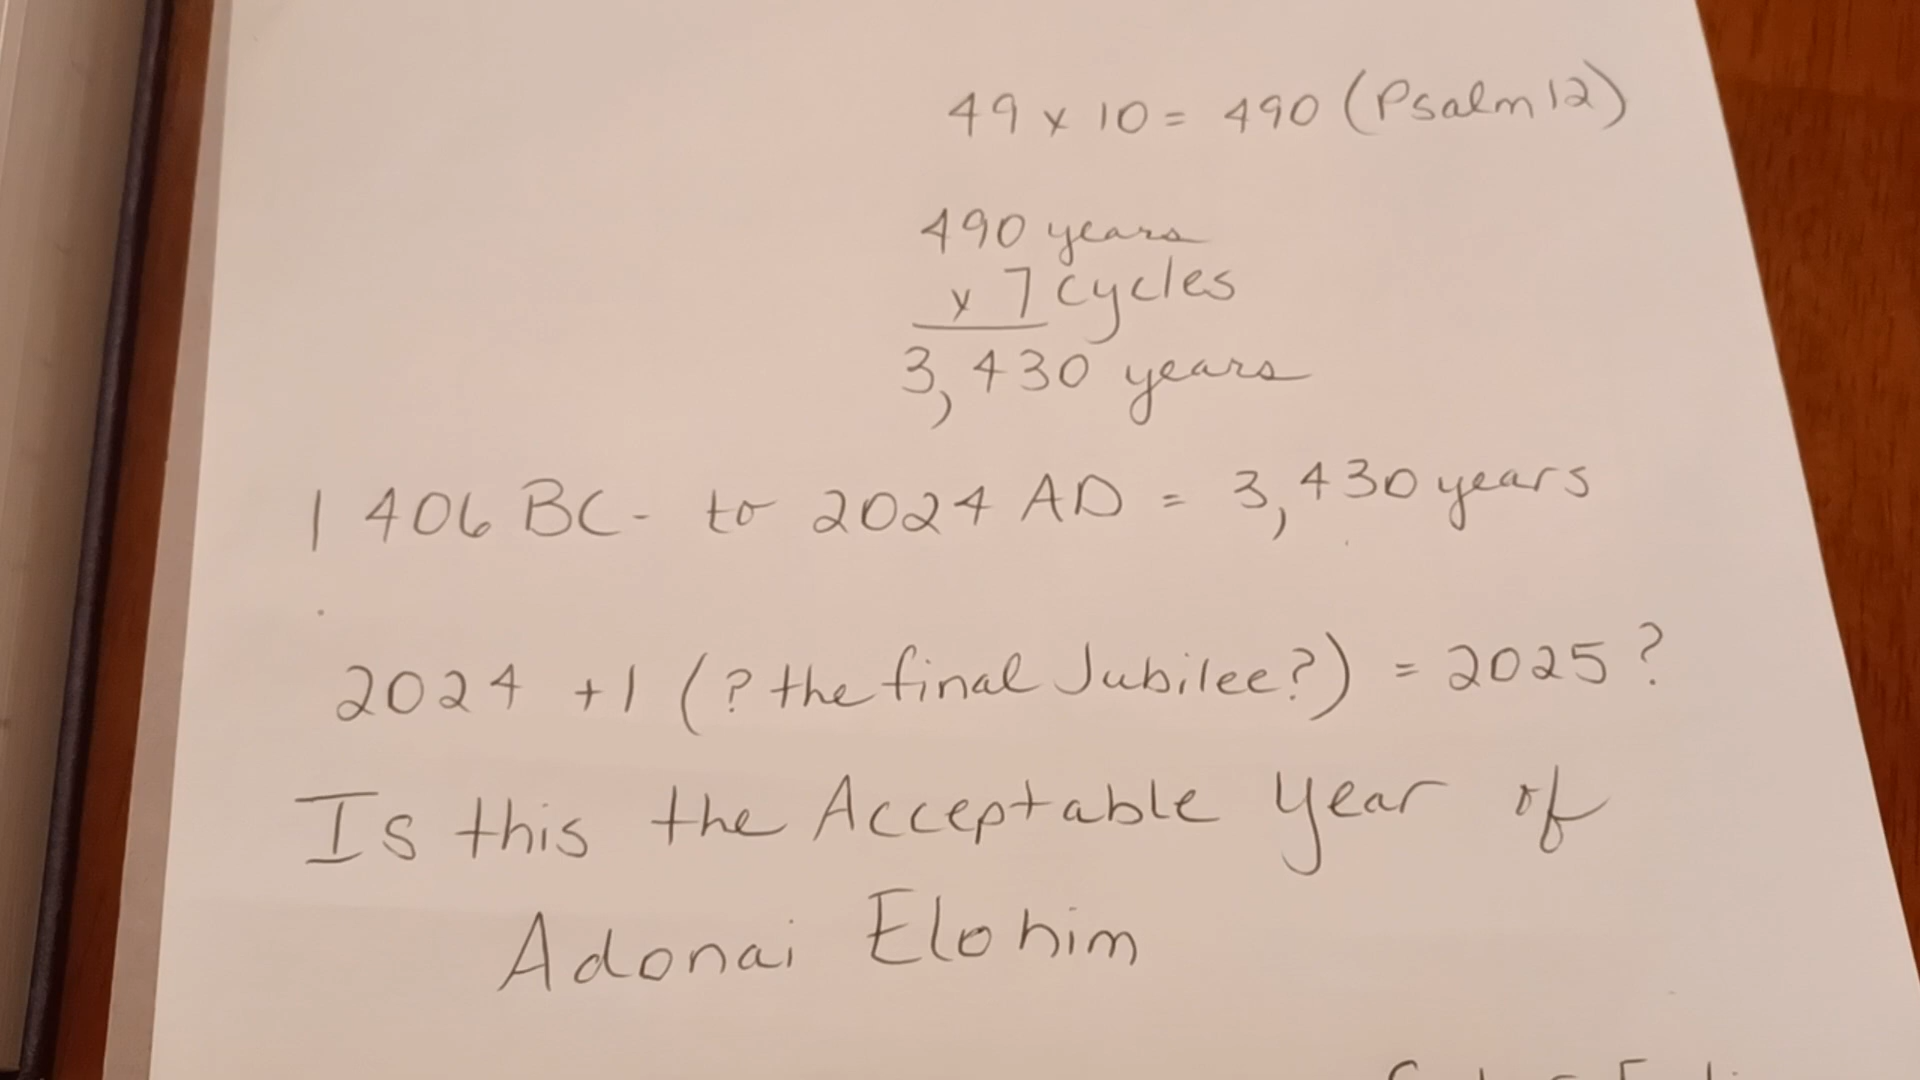 49 x 10 = 490 (Psalm 12)
490 years
x 7 cycles
3,430 years
1406 BC - to 2024 AD = 3,430 years
2024 +1 (? the final Jubilee?) = 2025?
Is this the Acceptable Year of
Adonai Elohim